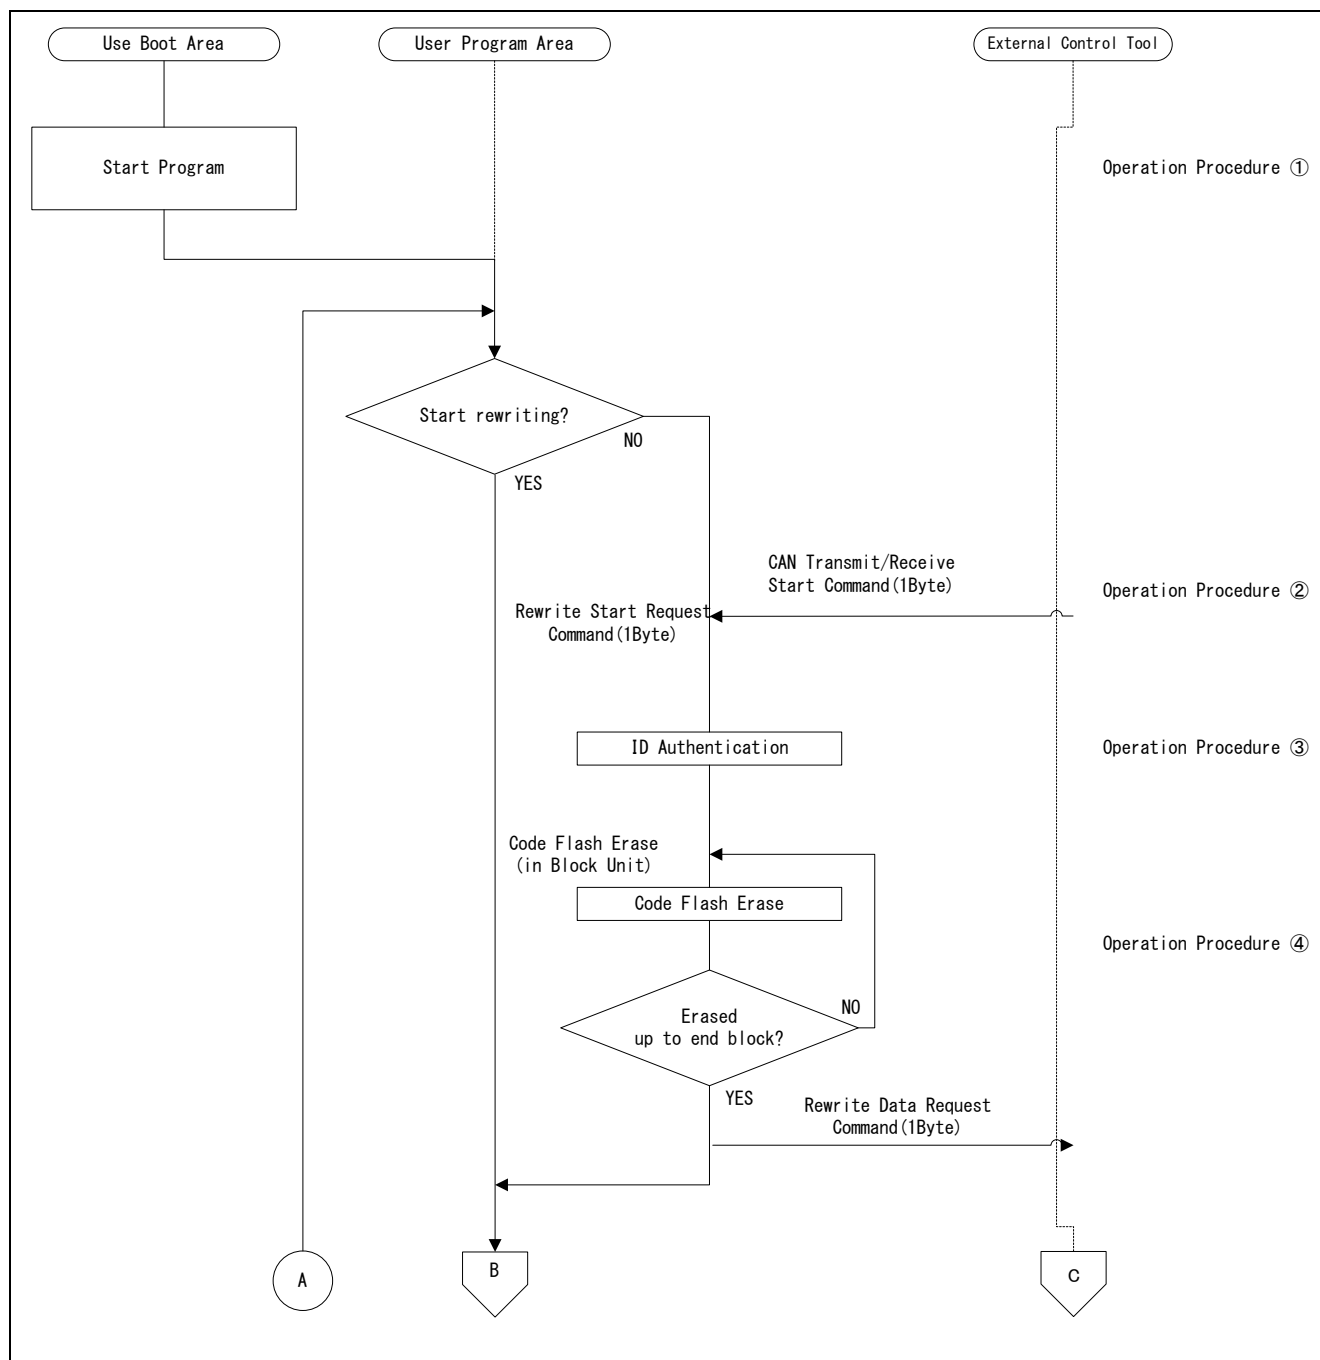 Use Boot Area
User Program Area
External Control Tool
Start Program
Operation Procedure ①
Start rewriting?
NO
YES
CAN Transmit/Receive
Start Command(1Byte)
Operation Procedure ②
Rewrite Start Request
Command(1Byte)
ID Authentication
Operation Procedure ③
Code Flash Erase
(in Block Unit)
Code Flash Erase
Operation Procedure ④
NO
Erased
up to end block?
YES
Rewrite Data Request
Command(1Byte)
A
B
C